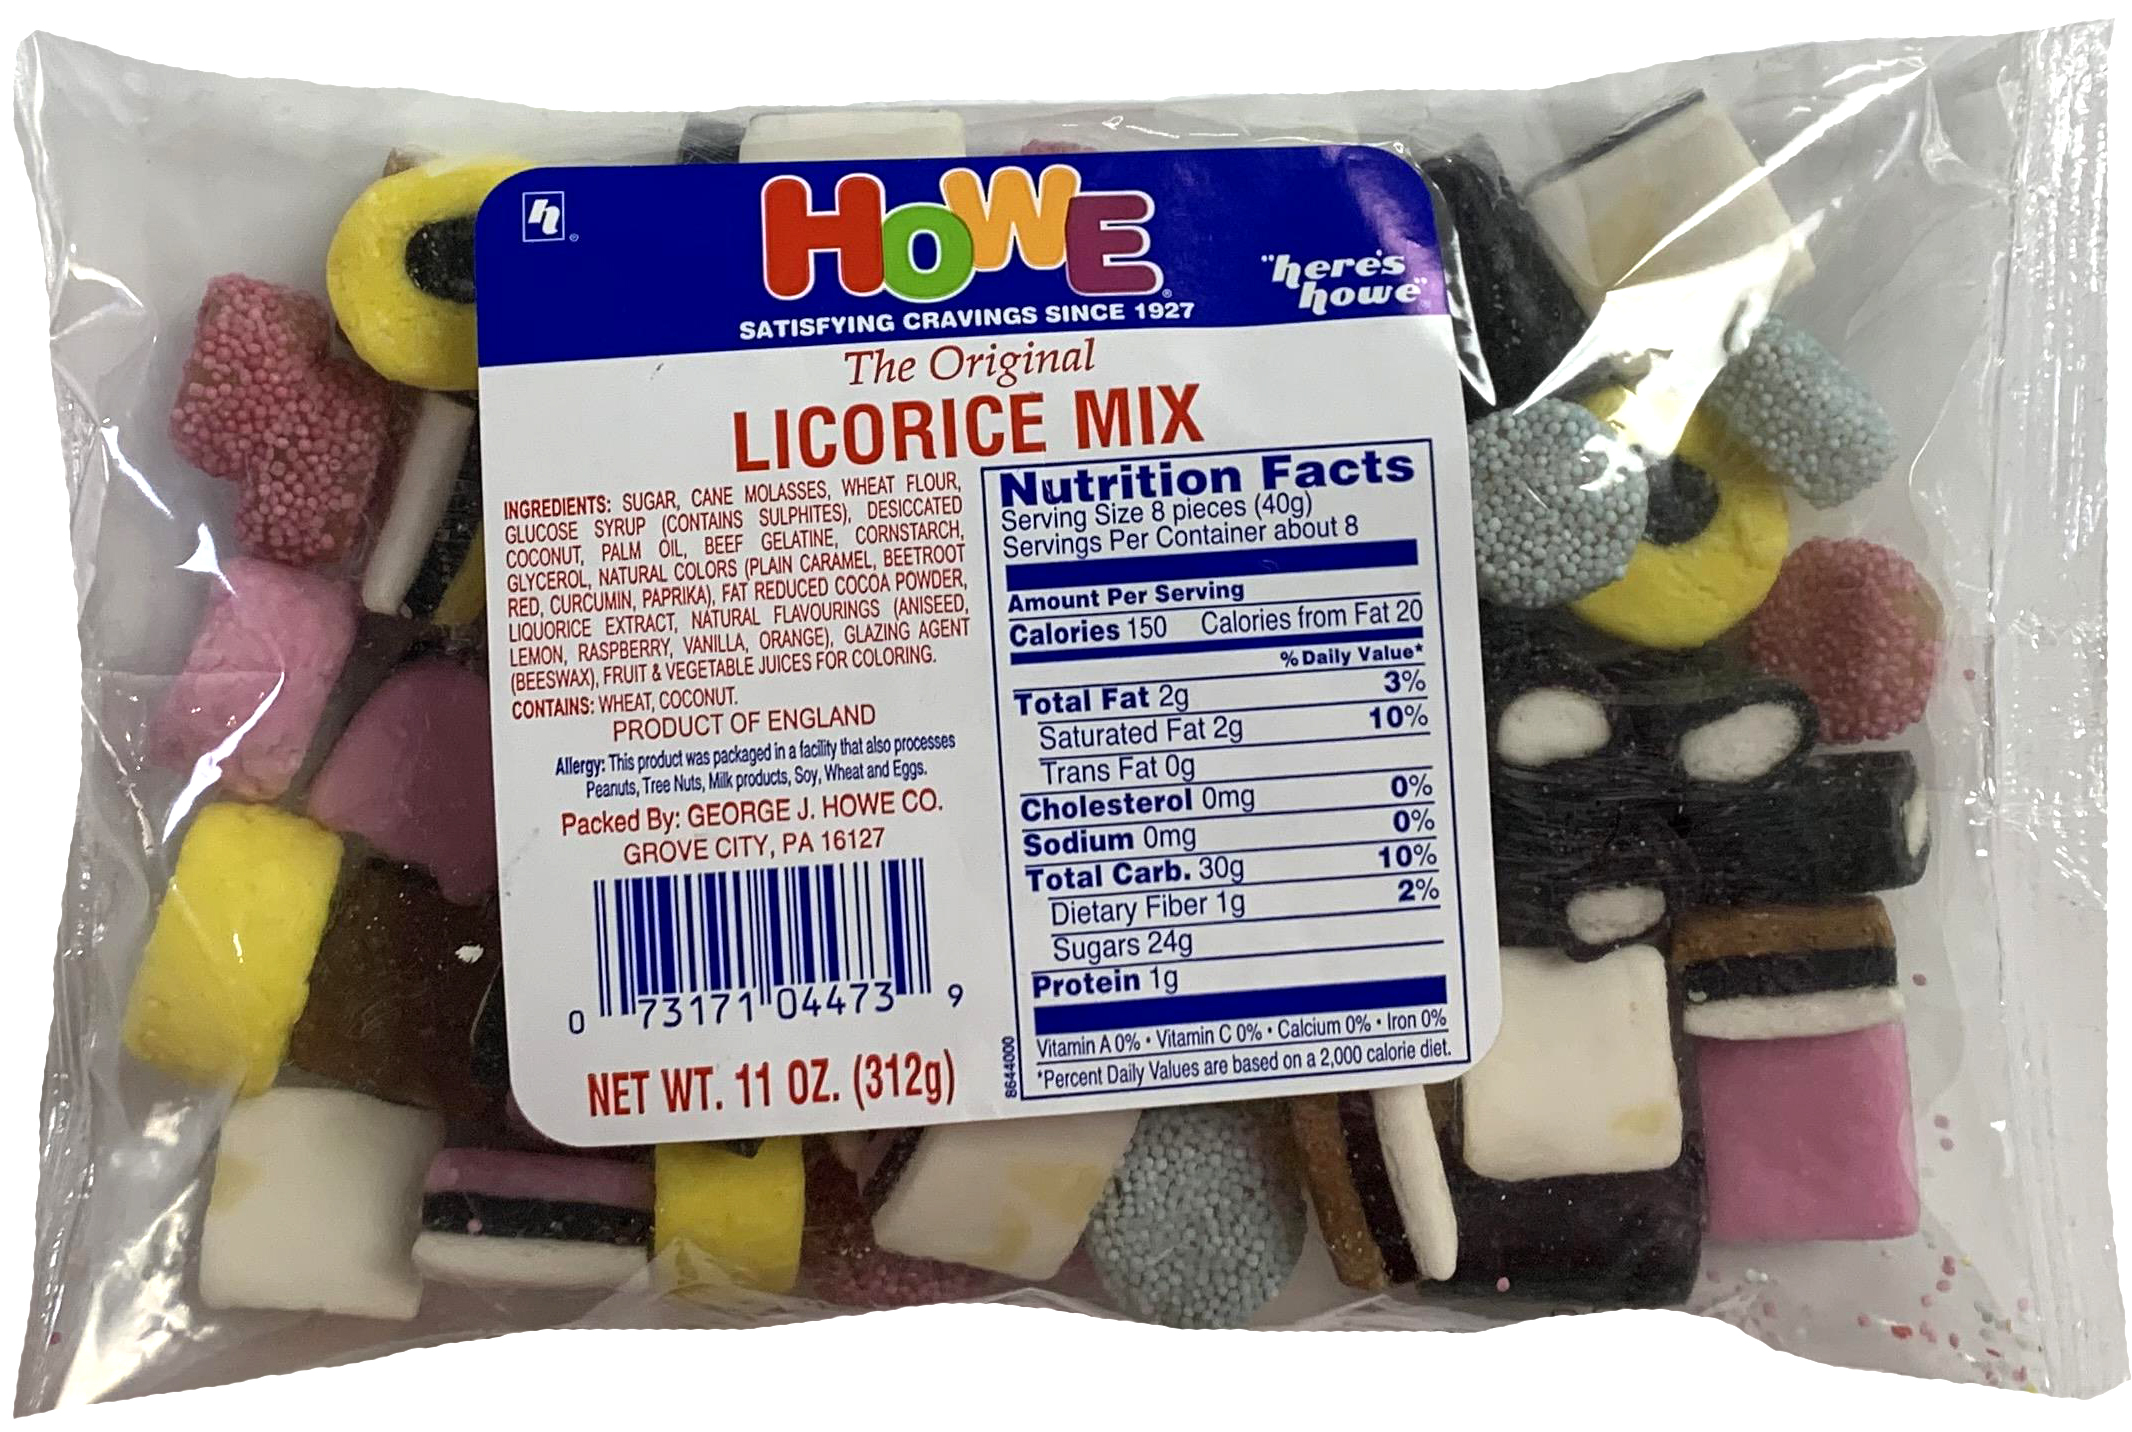 HOWE
SATISFYING CRAVINGS SINCE 1927
"here's
howe"
The Original
LICORICE MIX
INGREDIENTS: SUGAR, CANE MOLASSES, WHEAT FLOUR,
GLUCOSE SYRUP (CONTAINS SULPHITES), DESICCATED
COCONUT, PALM OIL, BEEF GELATINE, CORNSTARCH,
GLYCEROL, NATURAL COLORS (PLAIN CARAMEL, BEETROOT
RED, CURCUMIN, PAPRIKA), FAT REDUCED COCOA POWDER,
LIQUORICE EXTRACT, NATURAL FLAVOURINGS (ANISEED,
LEMON, RASPBERRY, VANILLA, ORANGE), GLAZING AGENT
(BEESWAX), FRUIT & VEGETABLE JUICES FOR COLORING.
CONTAINS: WHEAT, COCONUT.
PRODUCT OF ENGLAND
Allergy: This product was packaged in a facility that also processes
Peanuts, Tree Nuts, Milk products, Soy, Wheat and Eggs.
Packed By: GEORGE J. HOWE CO.
GROVE CITY, PA 16127
0 73171 04473 9
NET WT. 11 OZ. (312g)
Nutrition Facts
Serving Size 8 pieces (40g)
Servings Per Container about 8
Amount Per Serving
Calories 150 Calories from Fat 20
% Daily Value*
Total Fat 2g 3%
Saturated Fat 2g 10%
Trans Fat 0g
Cholesterol 0mg 0%
Sodium 0mg 0%
Total Carb. 30g 10%
Dietary Fiber 1g 2%
Sugars 24g
Protein 1g
Vitamin A 0% • Vitamin C 0% • Calcium 0% • Iron 0%
*Percent Daily Values are based on a 2,000 calorie diet.
8644000